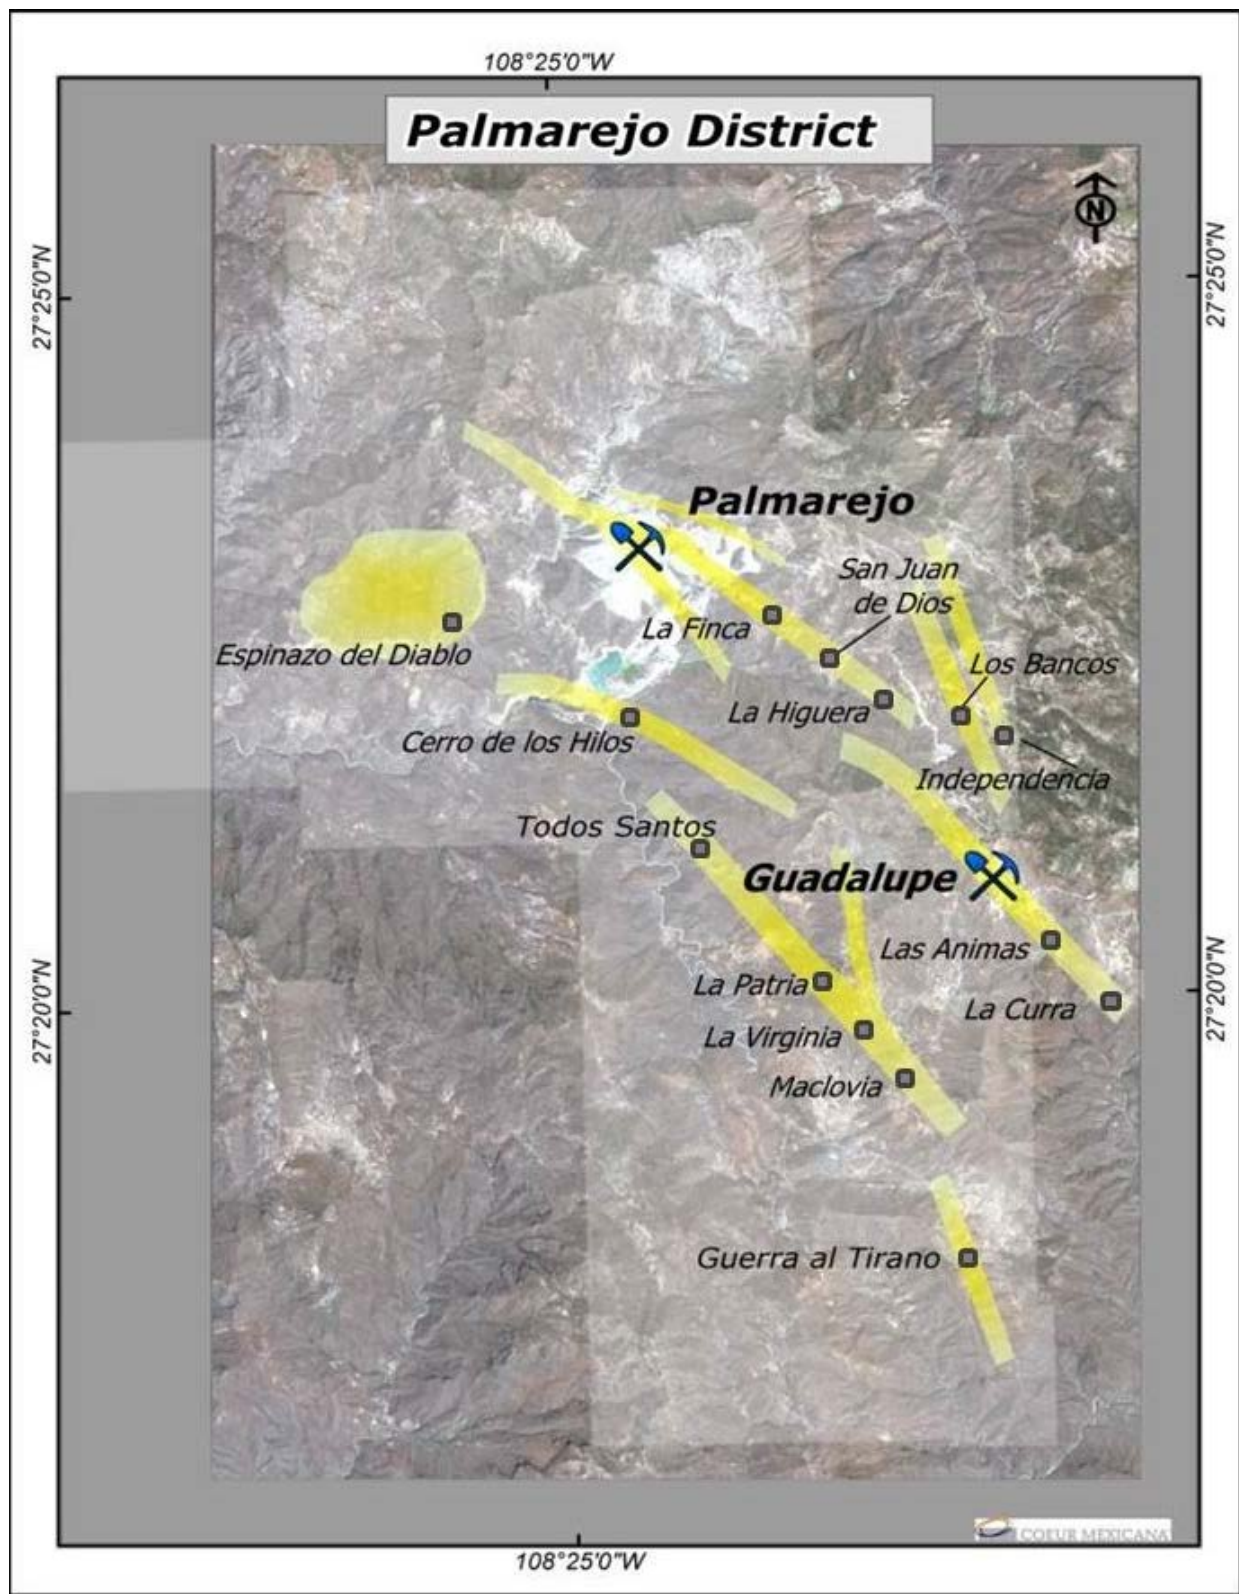 108°25'0"W
Palmarejo District
N
27°25'0"N
27°25'0"N
Palmarejo
San Juan
de Dios
La Finca
Espinazo del Diablo
Los Bancos
La Higuera
Cerro de los Hilos
Independencia
Todos Santos
Guadalupe
Las Animas
La Patria
La Curra
La Virginia
Maclovia
27°20'0"N
27°20'0"N
Guerra al Tirano
COEUR MEXICANA
108°25'0"W